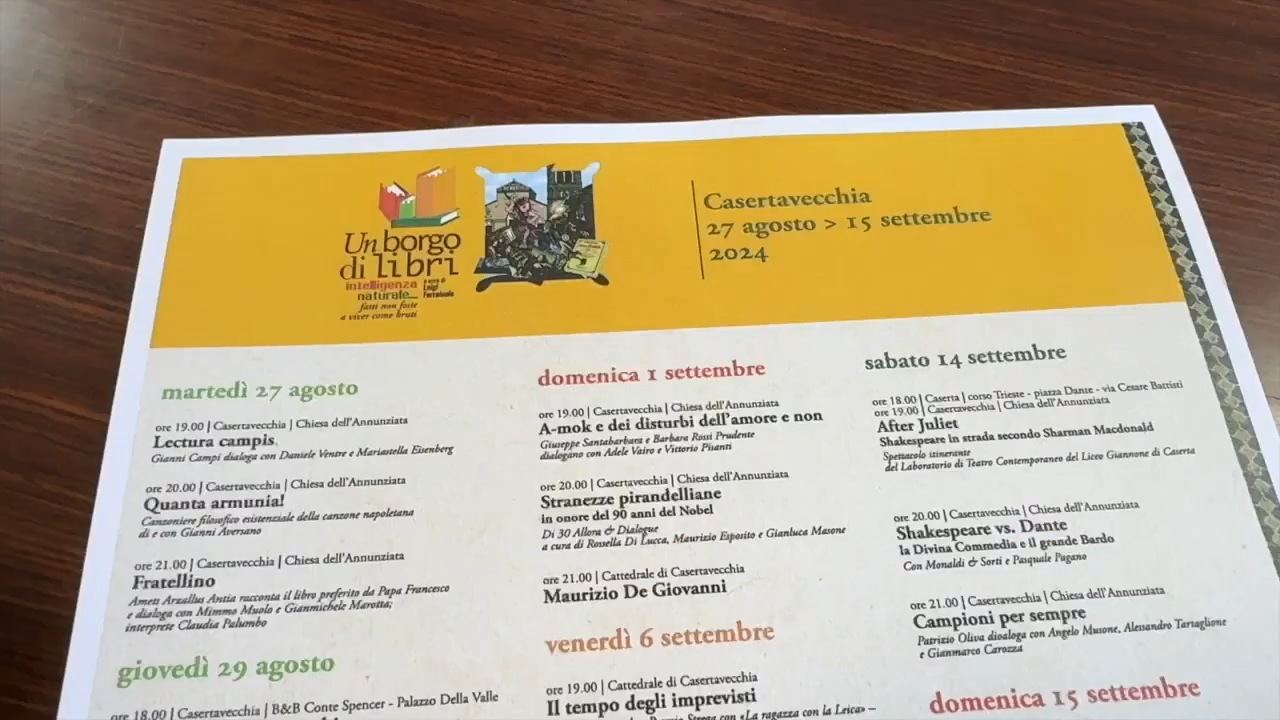 Un borgo
di libri
intelligenza
naturale...
a cura di
Luigi
Ferraiuolo
fatti non foste
a viver come bruti
Casertavecchia
27 agosto > 15 settembre
2024
martedì 27 agosto
ore 19.00 | Casertavecchia | Chiesa dell'Annunziata
Lectura campis
Gianni Campi dialoga con Daniele Ventre e Mariastella Eisenberg
ore 20.00 | Casertavecchia | Chiesa dell'Annunziata
Quanta armunia!
Canzoniere filosofico esistenziale della canzone napoletana
di e con Gianni Aversano
ore 21.00 | Casertavecchia | Chiesa dell'Annunziata
Fratellino
Amets Arzallus Antia racconta il libro preferito da Papa Francesco
e dialoga con Mimmo Muolo e Gianmichele Marotta;
interprete Claudia Palumbo
giovedì 29 agosto
ore 18.00 | Casertavecchia | B&B Conte Spencer - Palazzo Della Valle
domenica 1 settembre
ore 19.00 | Casertavecchia | Chiesa dell'Annunziata
A-mok e dei disturbi dell'amore e non
Giuseppe Santabarbara e Barbara Rossi Prudente
dialogano con Adele Vairo e Vittorio Pisanti
ore 20.00 | Casertavecchia | Chiesa dell'Annunziata
Stranezze pirandelliane
in onore del 90 anni del Nobel
Di 30 Allora & Dialogue
a cura di Rossella Di Lucca, Maurizio Esposito e Gianluca Masone
ore 21.00 | Cattedrale di Casertavecchia
Maurizio De Giovanni
venerdì 6 settembre
ore 19.00 | Cattedrale di Casertavecchia
Il tempo degli imprevisti
Strega con «La ragazza con la Leica» –
sabato 14 settembre
ore 18.00 | Caserta | corso Trieste - piazza Dante - via Cesare Battisti
ore 19.00 | Casertavecchia | Chiesa dell'Annunziata
After Juliet
Shakespeare in strada secondo Sharman Macdonald
Spettacolo itinerante
del Laboratorio di Teatro Contemporaneo del Liceo Giannone di Caserta
ore 20.00 | Casertavecchia | Chiesa dell'Annunziata
Shakespeare vs. Dante
la Divina Commedia e il grande Bardo
Con Monaldi & Sorti e Pasquale Pagano
ore 21.00 | Casertavecchia | Chiesa dell'Annunziata
Campioni per sempre
Patrizio Oliva dioaloga con Angelo Musone, Alessandro Tartaglione
e Gianmarco Carozza
domenica 15 settembre